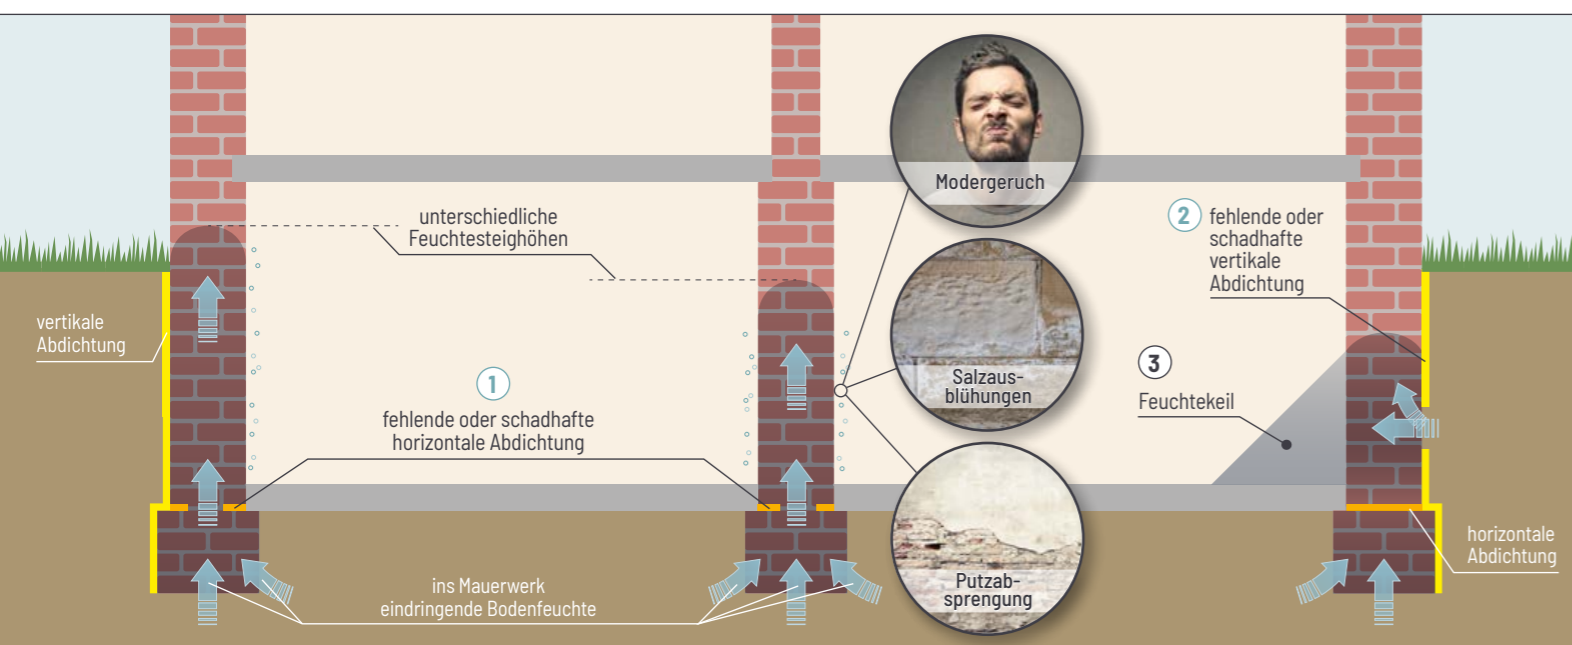 unterschiedliche
Feuchtesteighöhen
vertikale
Abdichtung
1
fehlende oder schadhafte
horizontale Abdichtung
ins Mauerwerk
eindringende Bodenfeuchte
Modergeruch
Salzaus-
blühungen
Putzab-
sprengung
2
fehlende oder
schadhafte
vertikale
Abdichtung
3
Feuchtekeil
horizontale
Abdichtung